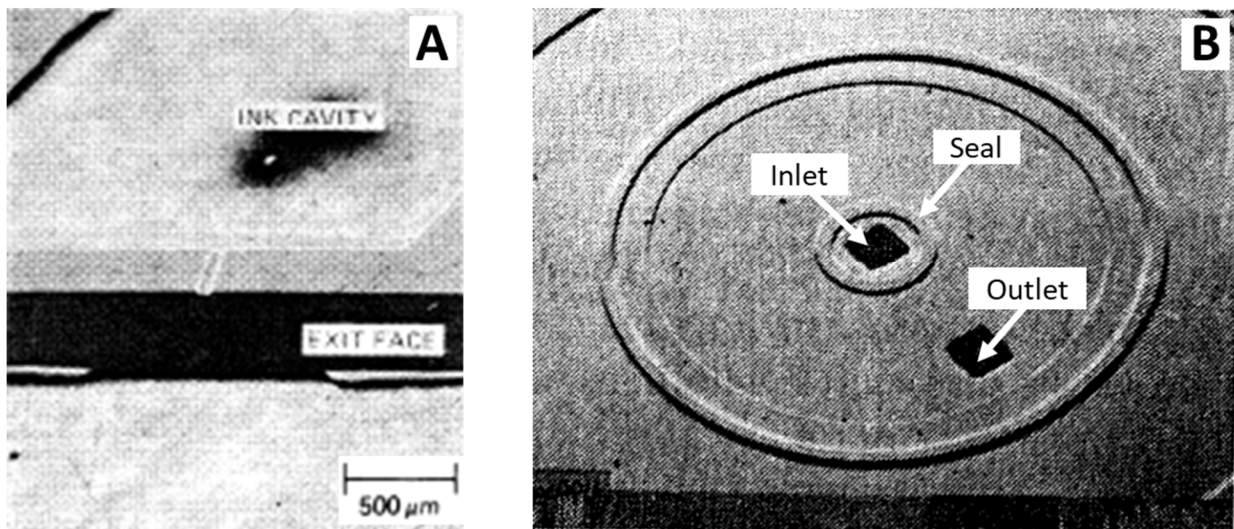 A
INK CAVITY
EXIT FACE
500 µm
B
Seal
Inlet
Outlet